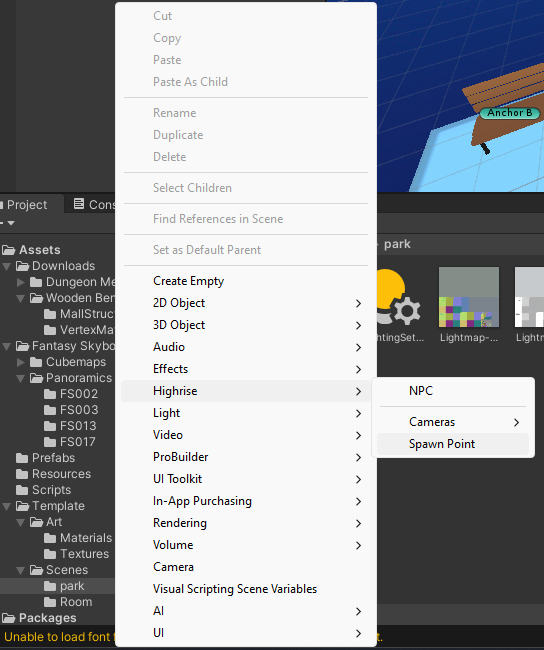 Cut
Copy
Paste
Paste As Child
Rename
Duplicate
Delete
Select Children
Find References in Scene
Set as Default Parent
Create Empty
2D Object
3D Object
Audio
Effects
Highrise
Light
Video
ProBuilder
UI Toolkit
In-App Purchasing
Rendering
Volume
Camera
Visual Scripting Scene Variables
AI
UI
NPC
Cameras
Spawn Point
Anchor B
Project
Cons
park
Assets
Downloads
Dungeon Me
Wooden Ben
MallStruc
VertexMa
Fantasy Skybo
Cubemaps
Panoramics
FS002
FS003
FS013
FS017
Prefabs
Resources
Scripts
Template
Art
Materials
Textures
Scenes
park
Room
Packages
htingSet...
Lightmap-...
Lightm
Unable to load font f
t.